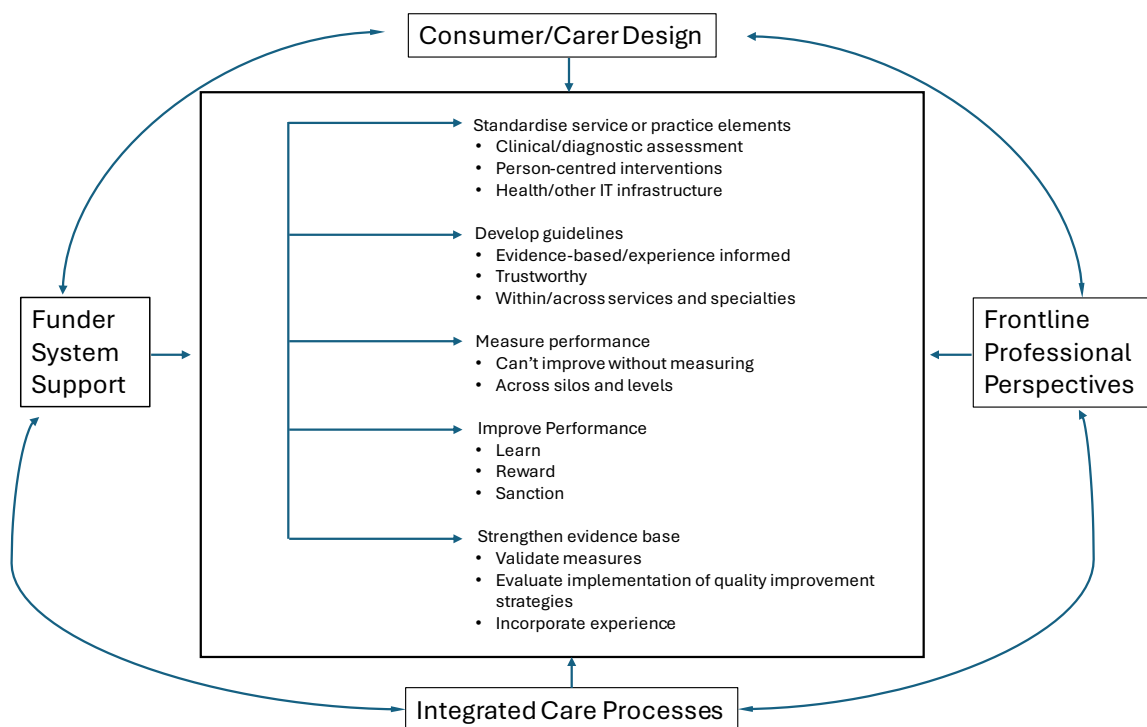 Consumer/Carer Design
Standardise service or practice elements
• Clinical/diagnostic assessment
• Person-centred interventions
• Health/other IT infrastructure
Develop guidelines
• Evidence-based/experience informed
• Trustworthy
• Within/across services and specialties
Funder
System
Support
Measure performance
• Can't improve without measuring
• Across silos and levels
Frontline
Professional
Perspectives
Improve Performance
• Learn
• Reward
• Sanction
Strengthen evidence base
• Validate measures
• Evaluate implementation of quality improvement
strategies
• Incorporate experience
Integrated Care Processes